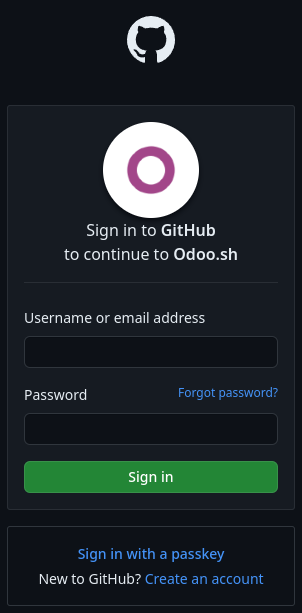 Sign in to GitHub
to continue to Odoo.sh
Username or email address
Password Forgot password?
Sign in
Sign in with a passkey
New to GitHub? Create an account